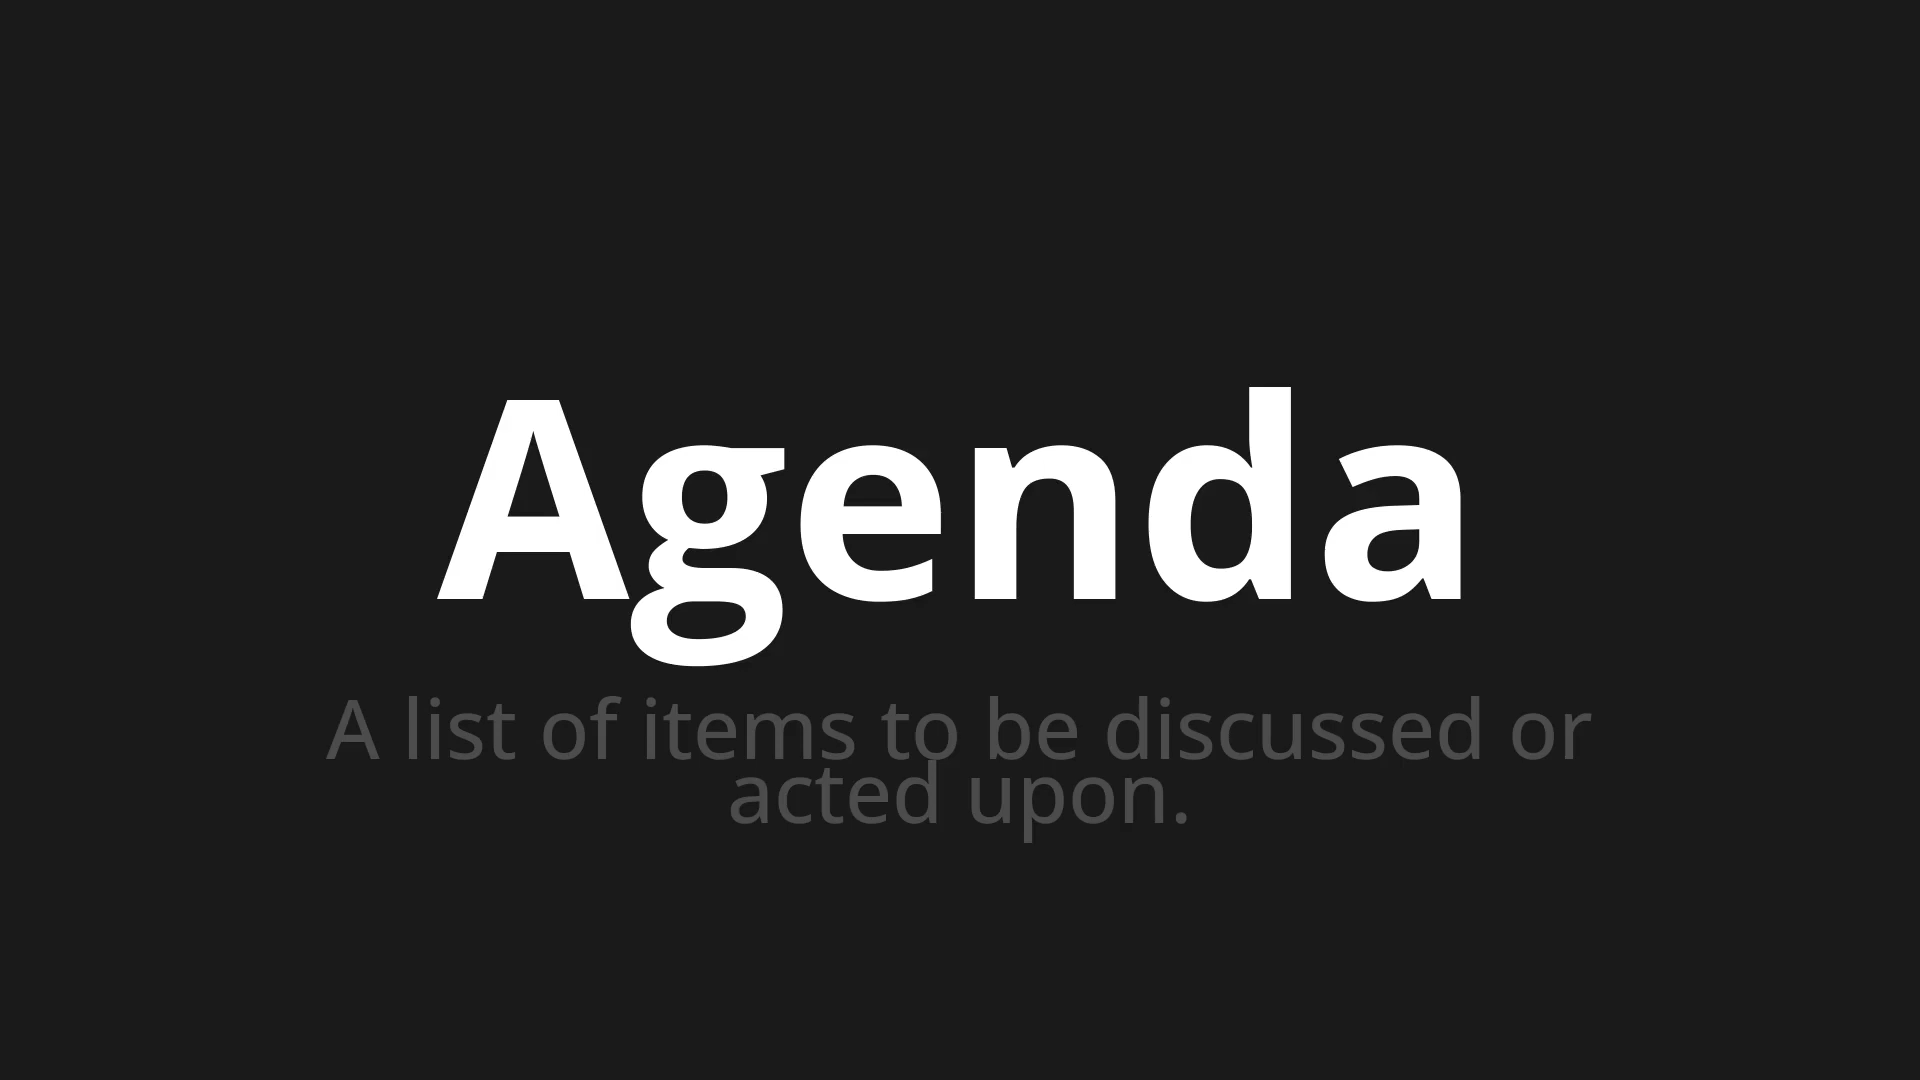 Agenda
A list of items to be discussed or
acted upon.